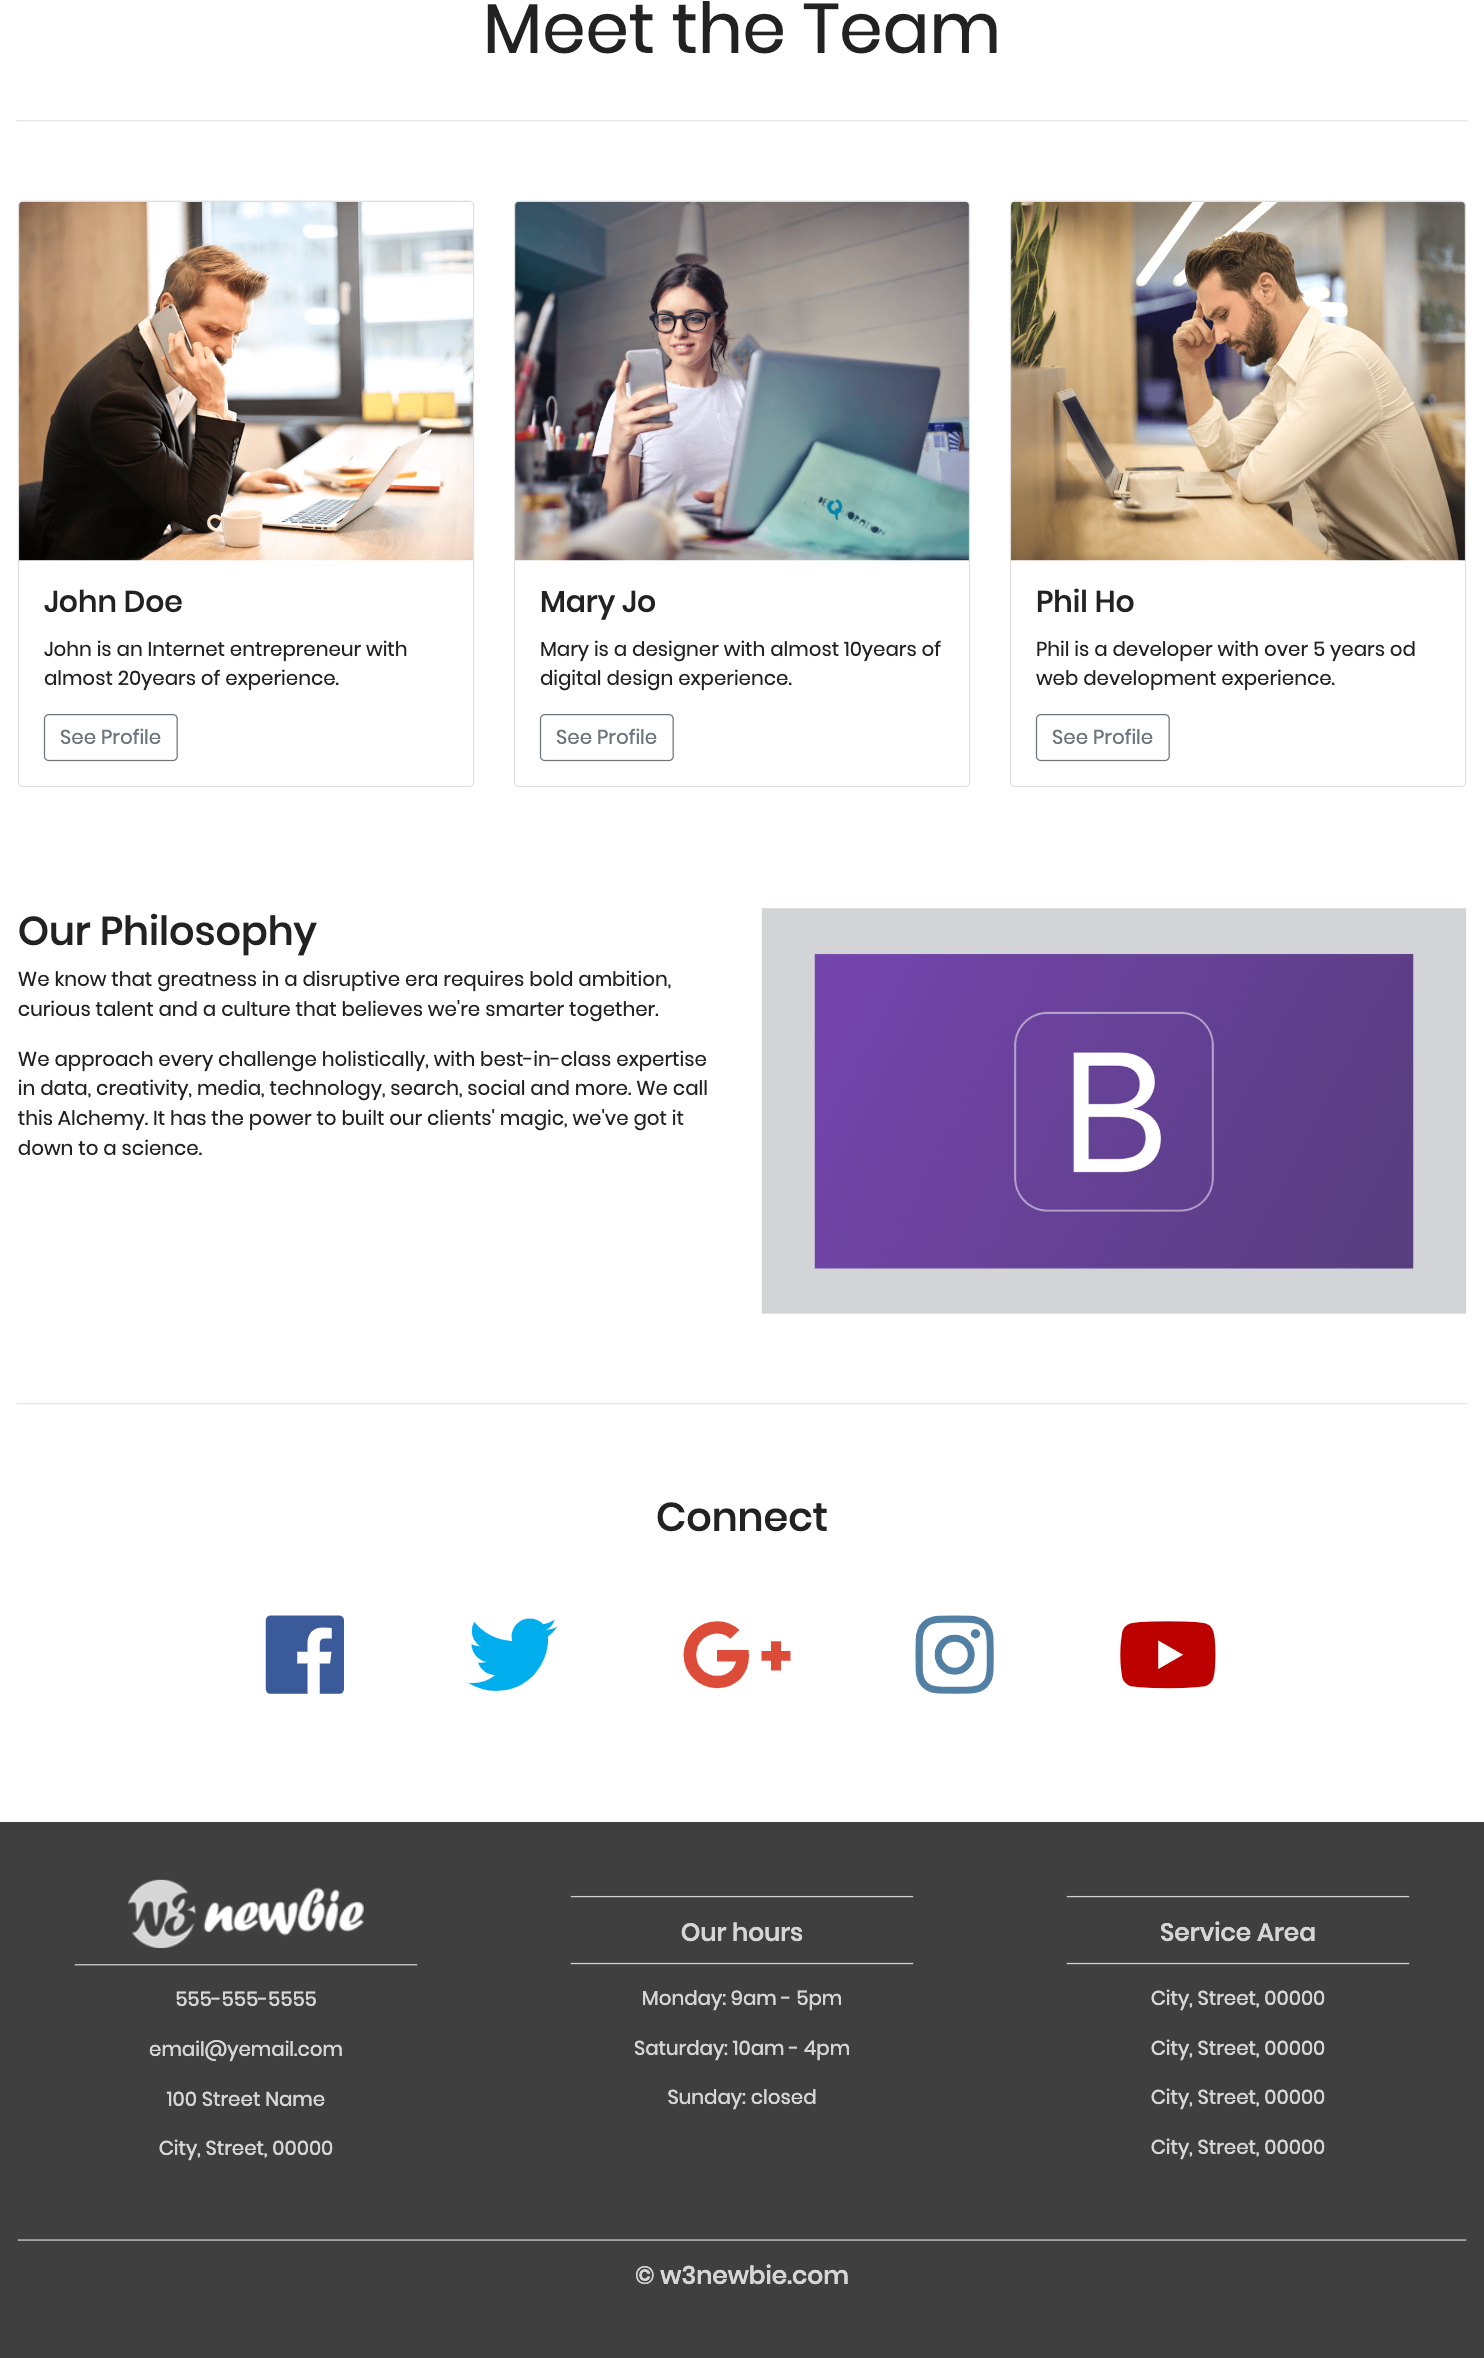 Meet the Team
John Doe
John is an Internet entrepreneur with
almost 20years of experience.
See Profile
Mary Jo
Mary is a designer with almost 10years of
digital design experience.
See Profile
Phil Ho
Phil is a developer with over 5 years od
web development experience.
See Profile
Our Philosophy
We know that greatness in a disruptive era requires bold ambition,
curious talent and a culture that believes we're smarter together.
We approach every challenge holistically, with best-in-class expertise
in data, creativity, media, technology, search, social and more. We call
this Alchemy. It has the power to built our clients' magic, we've got it
down to a science.
B
Connect
w3 newbie
555-555-5555
email@yemail.com
100 Street Name
City, Street, 00000
Our hours
Monday: 9am - 5pm
Saturday: 10am - 4pm
Sunday: closed
Service Area
City, Street, 00000
City, Street, 00000
City, Street, 00000
City, Street, 00000
© w3newbie.com